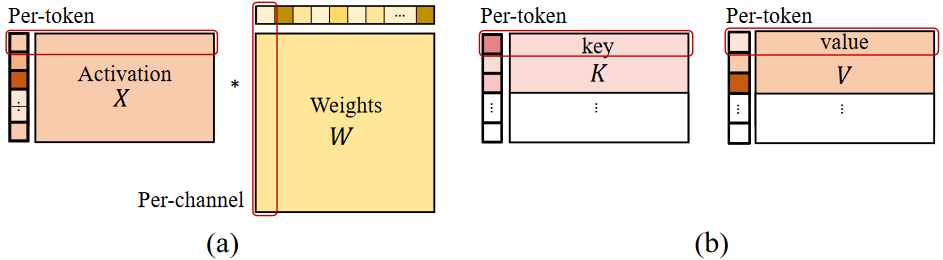 Per-token
Activation
X
*
...
Weights
W
Per-channel
(a)
Per-token
key
K
Per-token
value
V
(b)